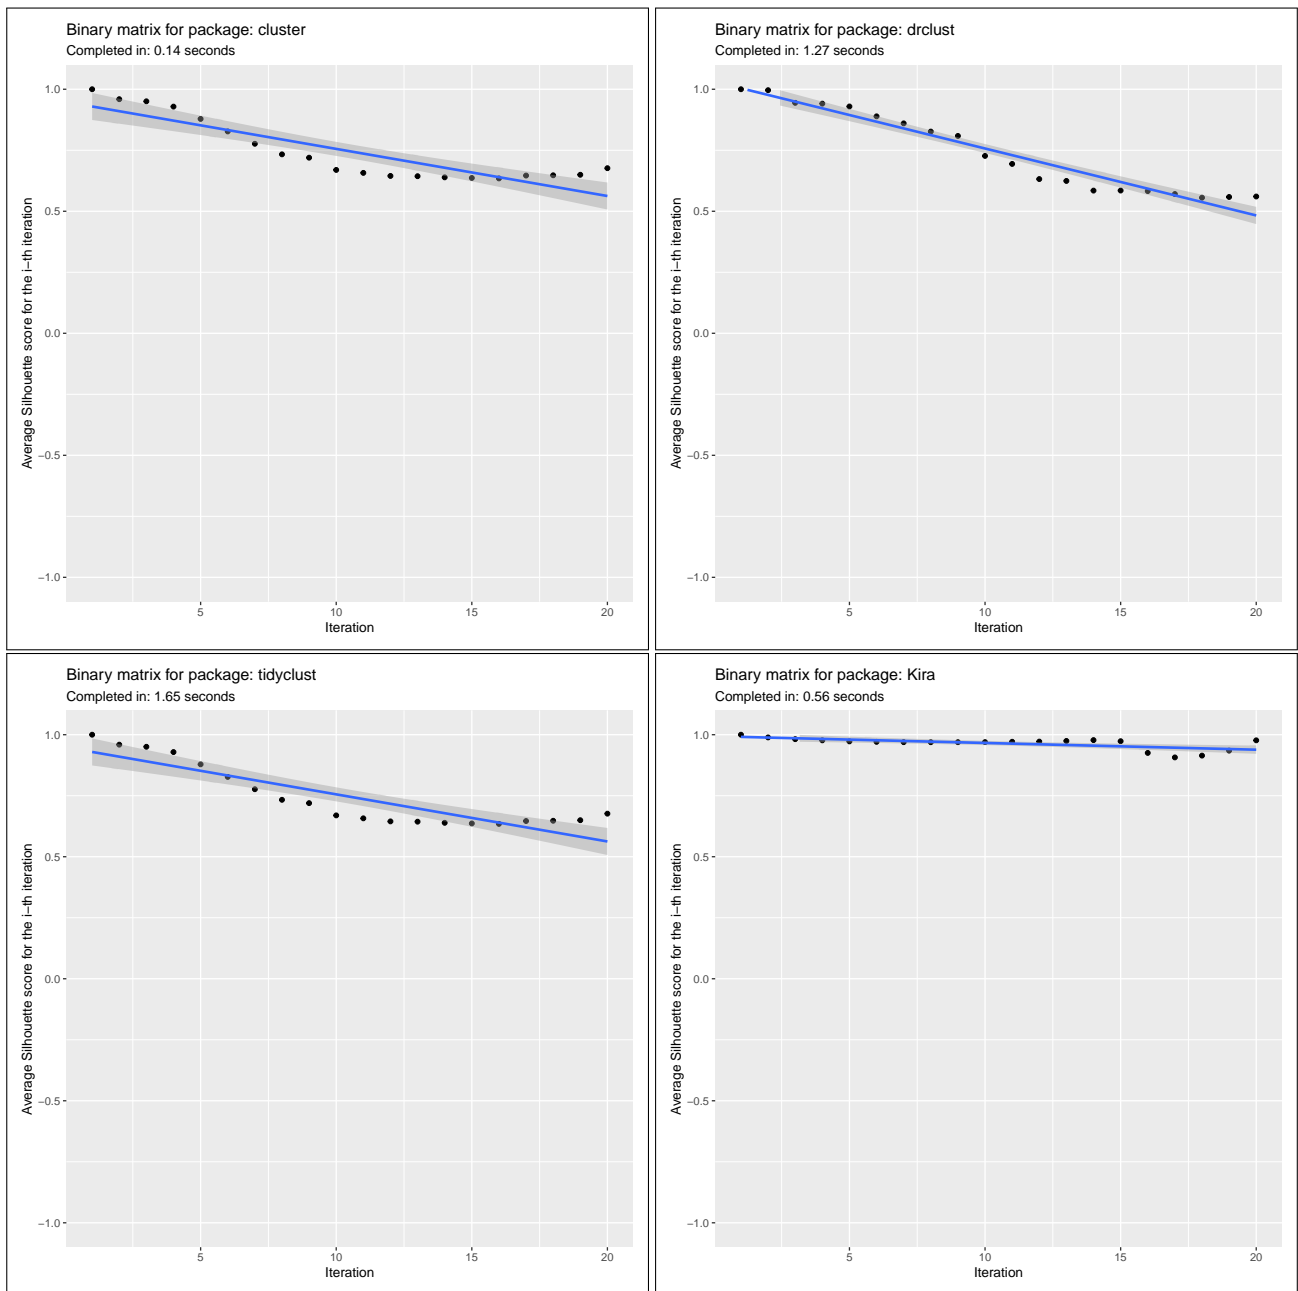 Binary matrix for package: cluster
Completed in: 0.14 seconds
Average Silhouette score for the i−th iteration
1.0
0.5
0.0
−0.5
−1.0
5
10
15
20
Iteration
Binary matrix for package: drclust
Completed in: 1.27 seconds
Average Silhouette score for the i−th iteration
1.0
0.5
0.0
−0.5
−1.0
5
10
15
20
Iteration
Binary matrix for package: tidyclust
Completed in: 1.65 seconds
Average Silhouette score for the i−th iteration
1.0
0.5
0.0
−0.5
−1.0
5
10
15
20
Iteration
Binary matrix for package: Kira
Completed in: 0.56 seconds
Average Silhouette score for the i−th iteration
1.0
0.5
0.0
−0.5
−1.0
5
10
15
20
Iteration